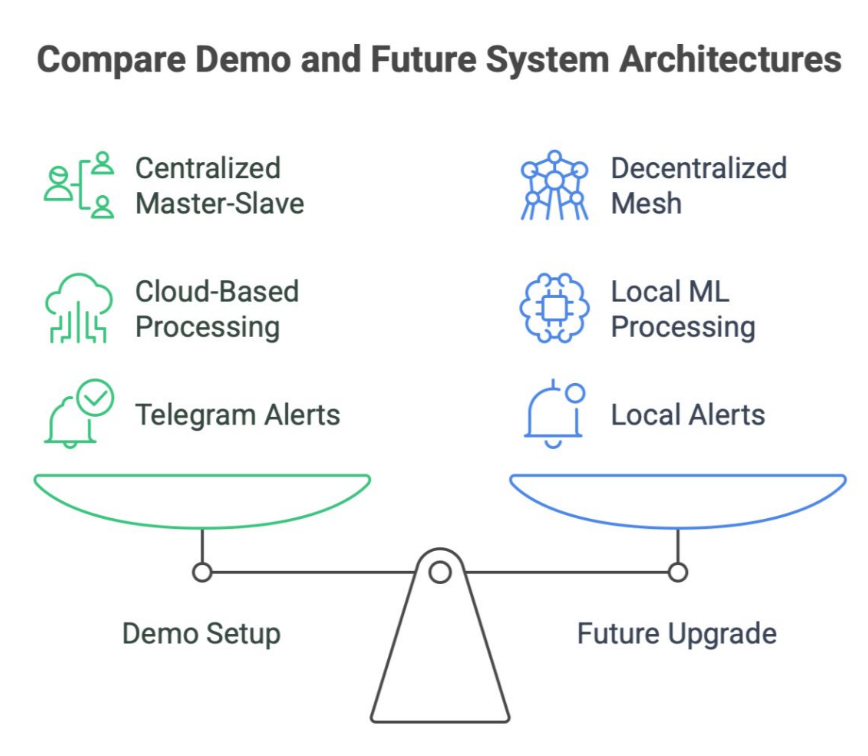 Compare Demo and Future System Architectures
Centralized
Master-Slave
Decentralized
Mesh
Cloud-Based
Processing
Local ML
Processing
Telegram Alerts
Local Alerts
Demo Setup
Future Upgrade